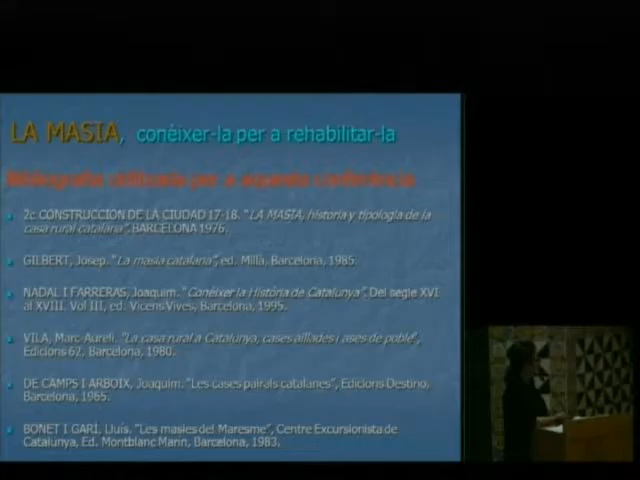 LA MASIA, conéixer-la per a rehabilitar-la
Bibliografia utilitzada per a aquesta conferència
2c CONSTRUCCION DE LA CIUDAD 17-18. "LA MASIA, historia y tipologia de la
casa rural catalana". BARCELONA 1976.
GILBERT, Josep. "La masia catalana", ed. Millà, Barcelona, 1985.
NADAL I FARRERAS, Joaquim. "Conéixer la Història de Catalunya". Del segle XVI
al XVIII. Vol III, ed. Vicens Vives, Barcelona, 1995.
VILA, Marc-Aureli. "La casa rural a Catalunya, cases aïllades i ases de poble",
Edicions 62, Barcelona, 1980.
DE CAMPS I ARBOIX, Joaquim. "Les cases pairals catalanes", Edicions Destino,
Barcelona, 1965.
BONET I GARI, Lluís. "Les masies del Maresme", Centre Excursionista de
Catalunya, Ed. Montblanc Marin, Barcelona, 1983.